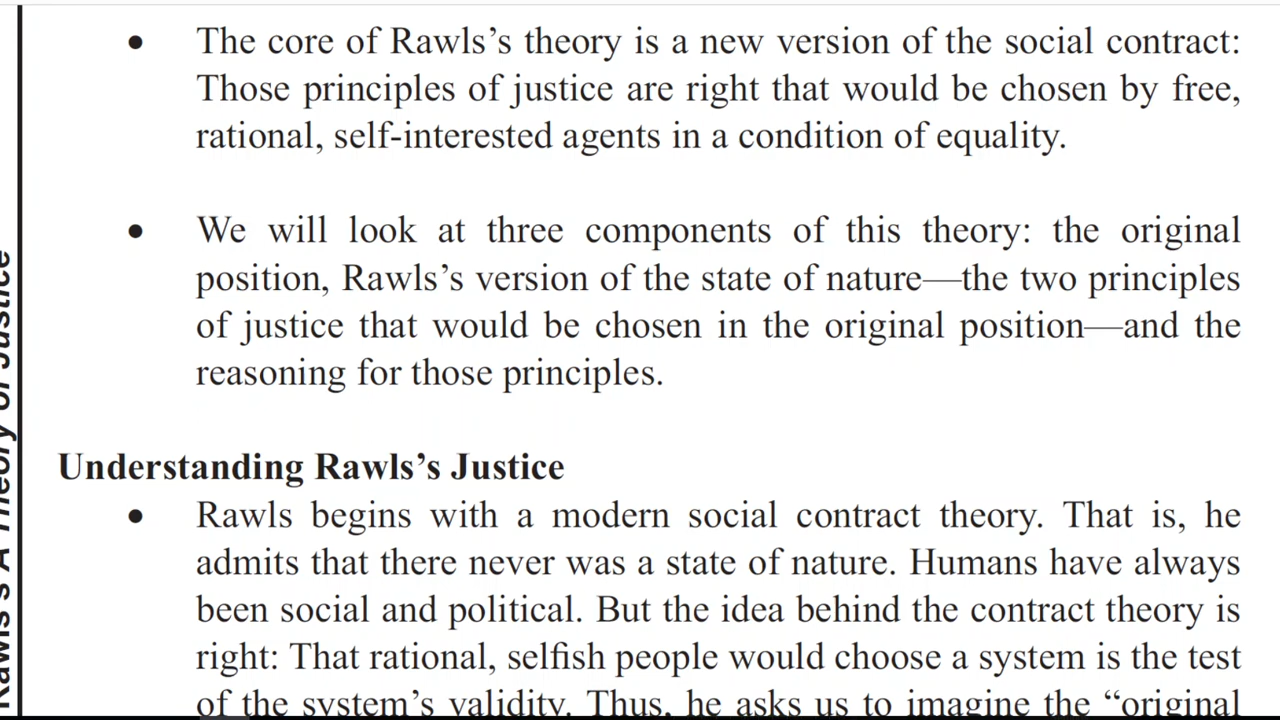 • The core of Rawls’s theory is a new version of the social contract:
Those principles of justice are right that would be chosen by free,
rational, self-interested agents in a condition of equality.
• We will look at three components of this theory: the original
position, Rawls’s version of the state of nature—the two principles
of justice that would be chosen in the original position—and the
reasoning for those principles.
Understanding Rawls’s Justice
• Rawls begins with a modern social contract theory. That is, he
admits that there never was a state of nature. Humans have always
been social and political. But the idea behind the contract theory is
right: That rational, selfish people would choose a system is the test
of the system’s validity. Thus, he asks us to imagine the “original
Rawls’s A Theory of Justice